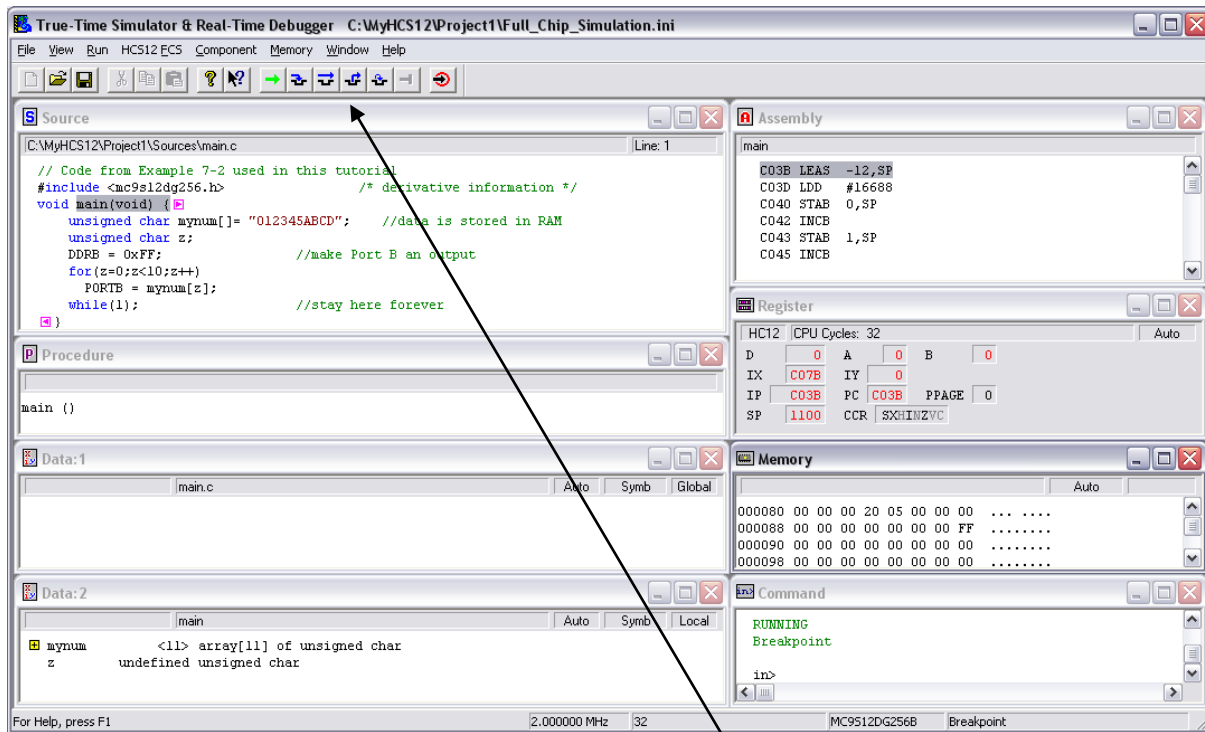 True-Time Simulator & Real-Time Debugger   C:\MyHCS12\Project1\Full_Chip_Simulation.ini
File View Run HCS12 FCS Component Memory Window Help
S Source
C:\MyHCS12\Project1\Sources\main.c Line: 1
// Code from Example 7-2 used in this tutorial
#include <mc9s12dg256.h>                 /* derivative information */
void main(void) {
    unsigned char mynum[]= "012345ABCD";    //data is stored in RAM
    unsigned char z;
    DDRB = 0xFF;                 //make Port B an output
    for(z=0;z<10;z++)
      PORTB = mynum[z];
    while(1);                    //stay here forever
}
P Procedure
main ()
Data:1
main.c Auto Symb Global
Data:2
main Auto Symb Local
mynum         <11> array[11] of unsigned char
z        undefined unsigned char
A Assembly
main
C03B LEAS  -12,SP
C03D LDD   #16688
C040 STAB  0,SP
C042 INCB
C043 STAB  1,SP
C045 INCB
Register
HC12 CPU Cycles: 32 Auto
D 0 A 0 B 0
IX C07B IY 0
IP C03B PC C03B PPAGE 0
SP 1100 CCR SXHINZVC
Memory
Auto
000080 00 00 00 20 05 00 00 00  ... ....
000088 00 00 00 00 00 00 00 FF  ........
000090 00 00 00 00 00 00 00 00  ........
000098 00 00 00 00 00 00 00 00  ........
in> Command
RUNNING
Breakpoint
in>
For Help, press F1 2.000000 MHz 32 MC9S12DG256B Breakpoint